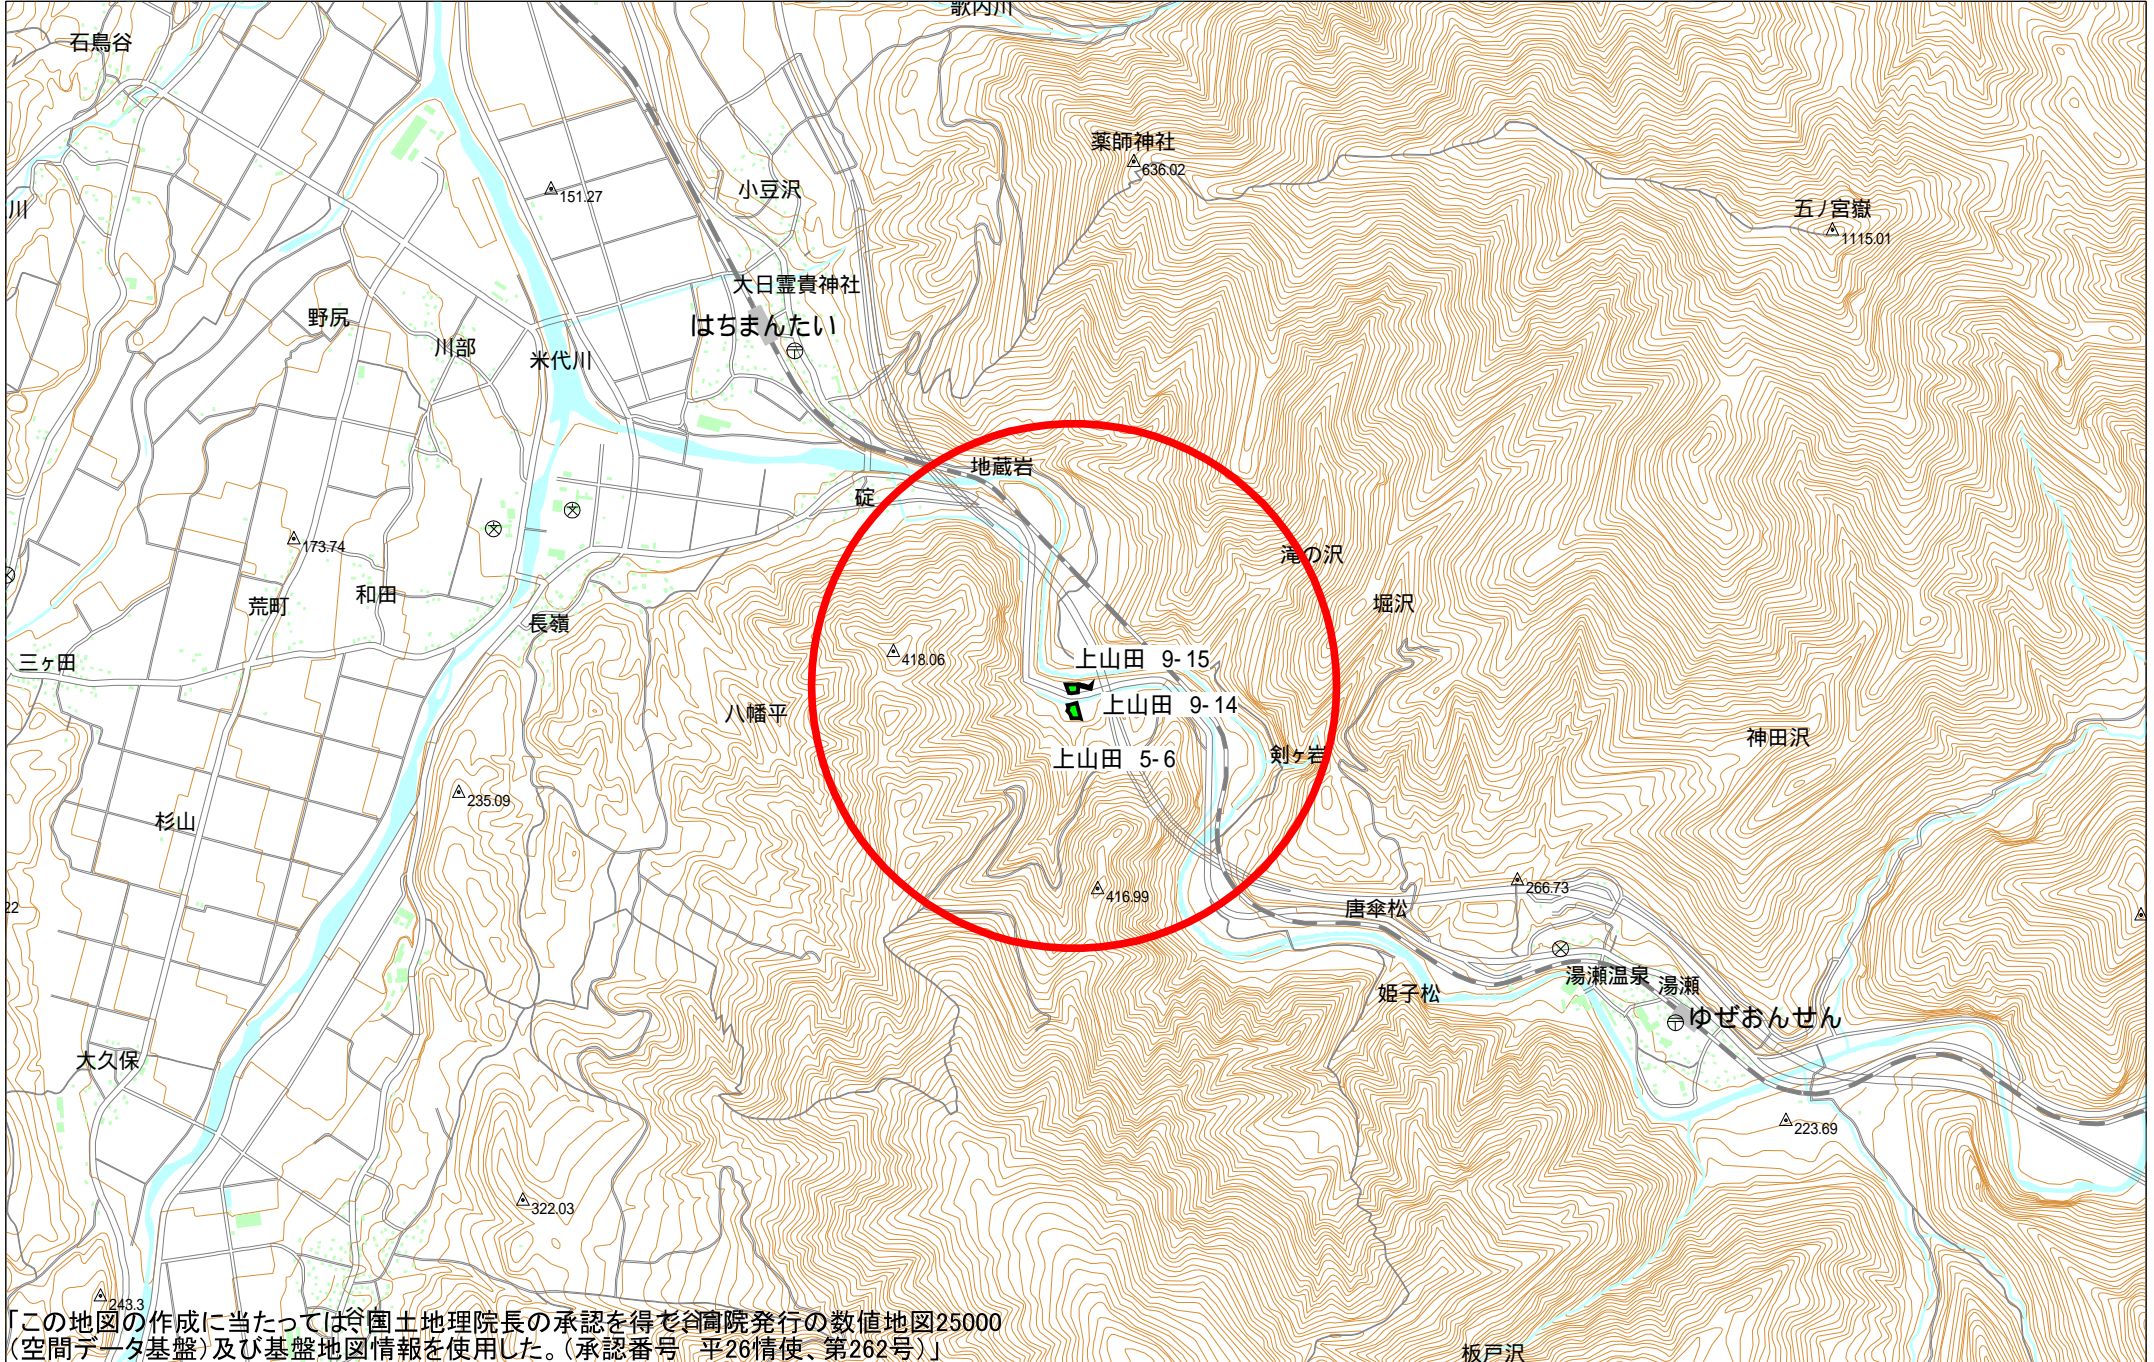 歌内川
石鳥谷
薬師神社
636.02
151.27
小豆沢
川
五ノ宮嶽
1115.01
大日霊貴神社
はちまんたい
野尻
川部
米代川
地蔵岩
碇
173.74
滝の沢
荒町
和田
堀沢
長嶺
三ヶ田
418.06
上山田 9-15
上山田 9-14
八幡平
神田沢
剣ヶ岩
上山田 5-6
235.09
杉山
266.73
416.99
22
唐傘松
湯瀬温泉
湯瀬
姫子松
ゆぜおんせん
大久保
223.69
322.03
243.3
谷内
「この地図の作成に当たっては、国土地理院長の承認を得て、同院発行の数値地図25000
(空間データ基盤)及び基盤地図情報を使用した。(承認番号 平26情使、第262号)」
板戸沢